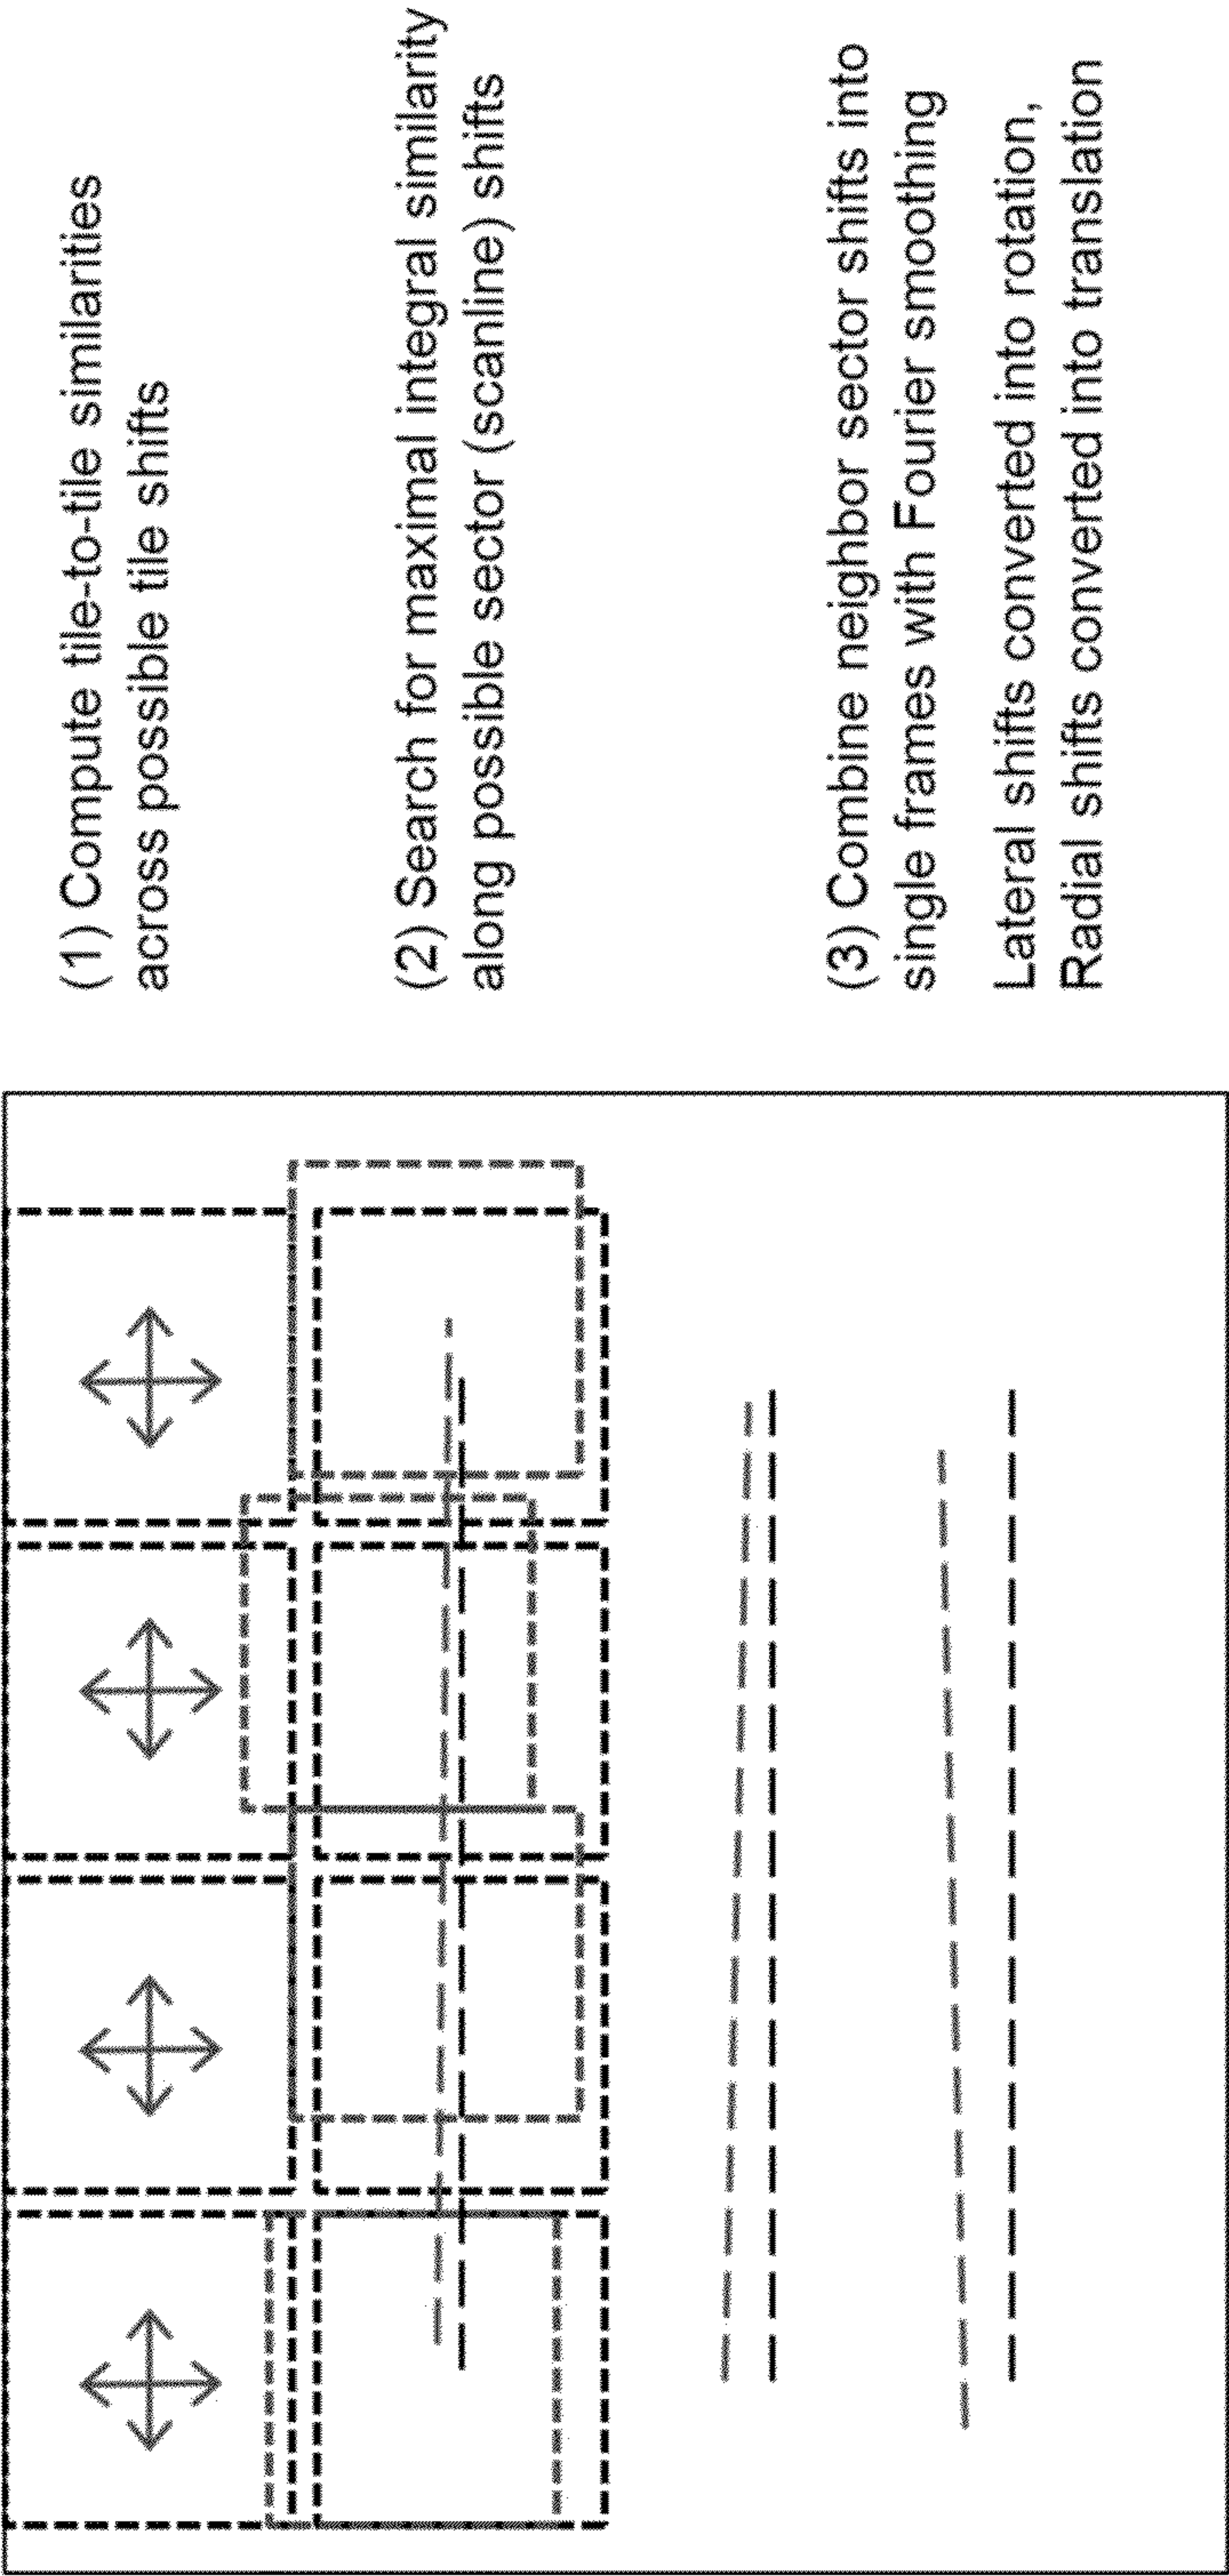 (1) Compute tile-to-tile similarities
across possible tile shifts
(2) Search for maximal integral similarity
along possible sector (scanline) shifts
(3) Combine neighbor sector shifts into
single frames with Fourier smoothing
Lateral shifts converted into rotation,
Radial shifts converted into translation